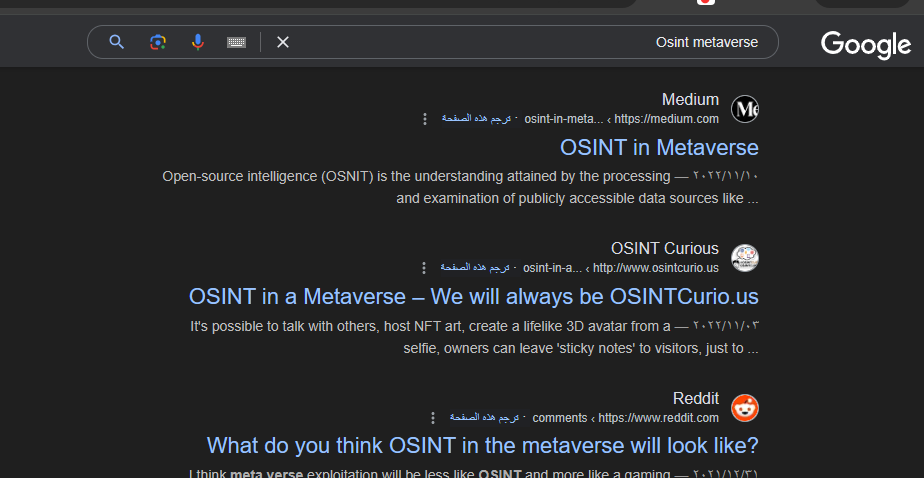 Osint metaverse
Google
Medium
https://medium.com › osint-in-meta... · ترجم هذه الصفحة
OSINT in Metaverse
٢٠٢٢/١١/١٠ — Open-source intelligence (OSNIT) is the understanding attained by the processing
and examination of publicly accessible data sources like ...
OSINT Curious
http://www.osintcurio.us › osint-in-a... · ترجم هذه الصفحة
OSINT in a Metaverse – We will always be OSINTCurio.us
٢٠٢٢/١١/٠٣ — It's possible to talk with others, host NFT art, create a lifelike 3D avatar from a
selfie, owners can leave 'sticky notes' to visitors, just to ...
Reddit
https://www.reddit.com › comments · ترجم هذه الصفحة
What do you think OSINT in the metaverse will look like?
٢٠٢١/١٢/٣١ — I think meta verse exploitation will be less like OSINT and more like a gaming